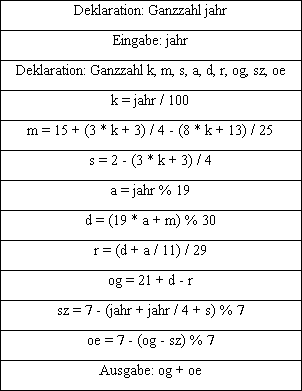 Deklaration: Ganzzahl jahr
Eingabe: jahr
Deklaration: Ganzzahl k, m, s, a, d, r, og, sz, oe
k = jahr / 100
m = 15 + (3 * k + 3) / 4 - (8 * k + 13) / 25
s = 2 - (3 * k + 3) / 4
a = jahr % 19
d = (19 * a + m) % 30
r = (d + a / 11) / 29
og = 21 + d - r
sz = 7 - (jahr + jahr / 4 + s) % 7
oe = 7 - (og - sz) % 7
Ausgabe: og + oe